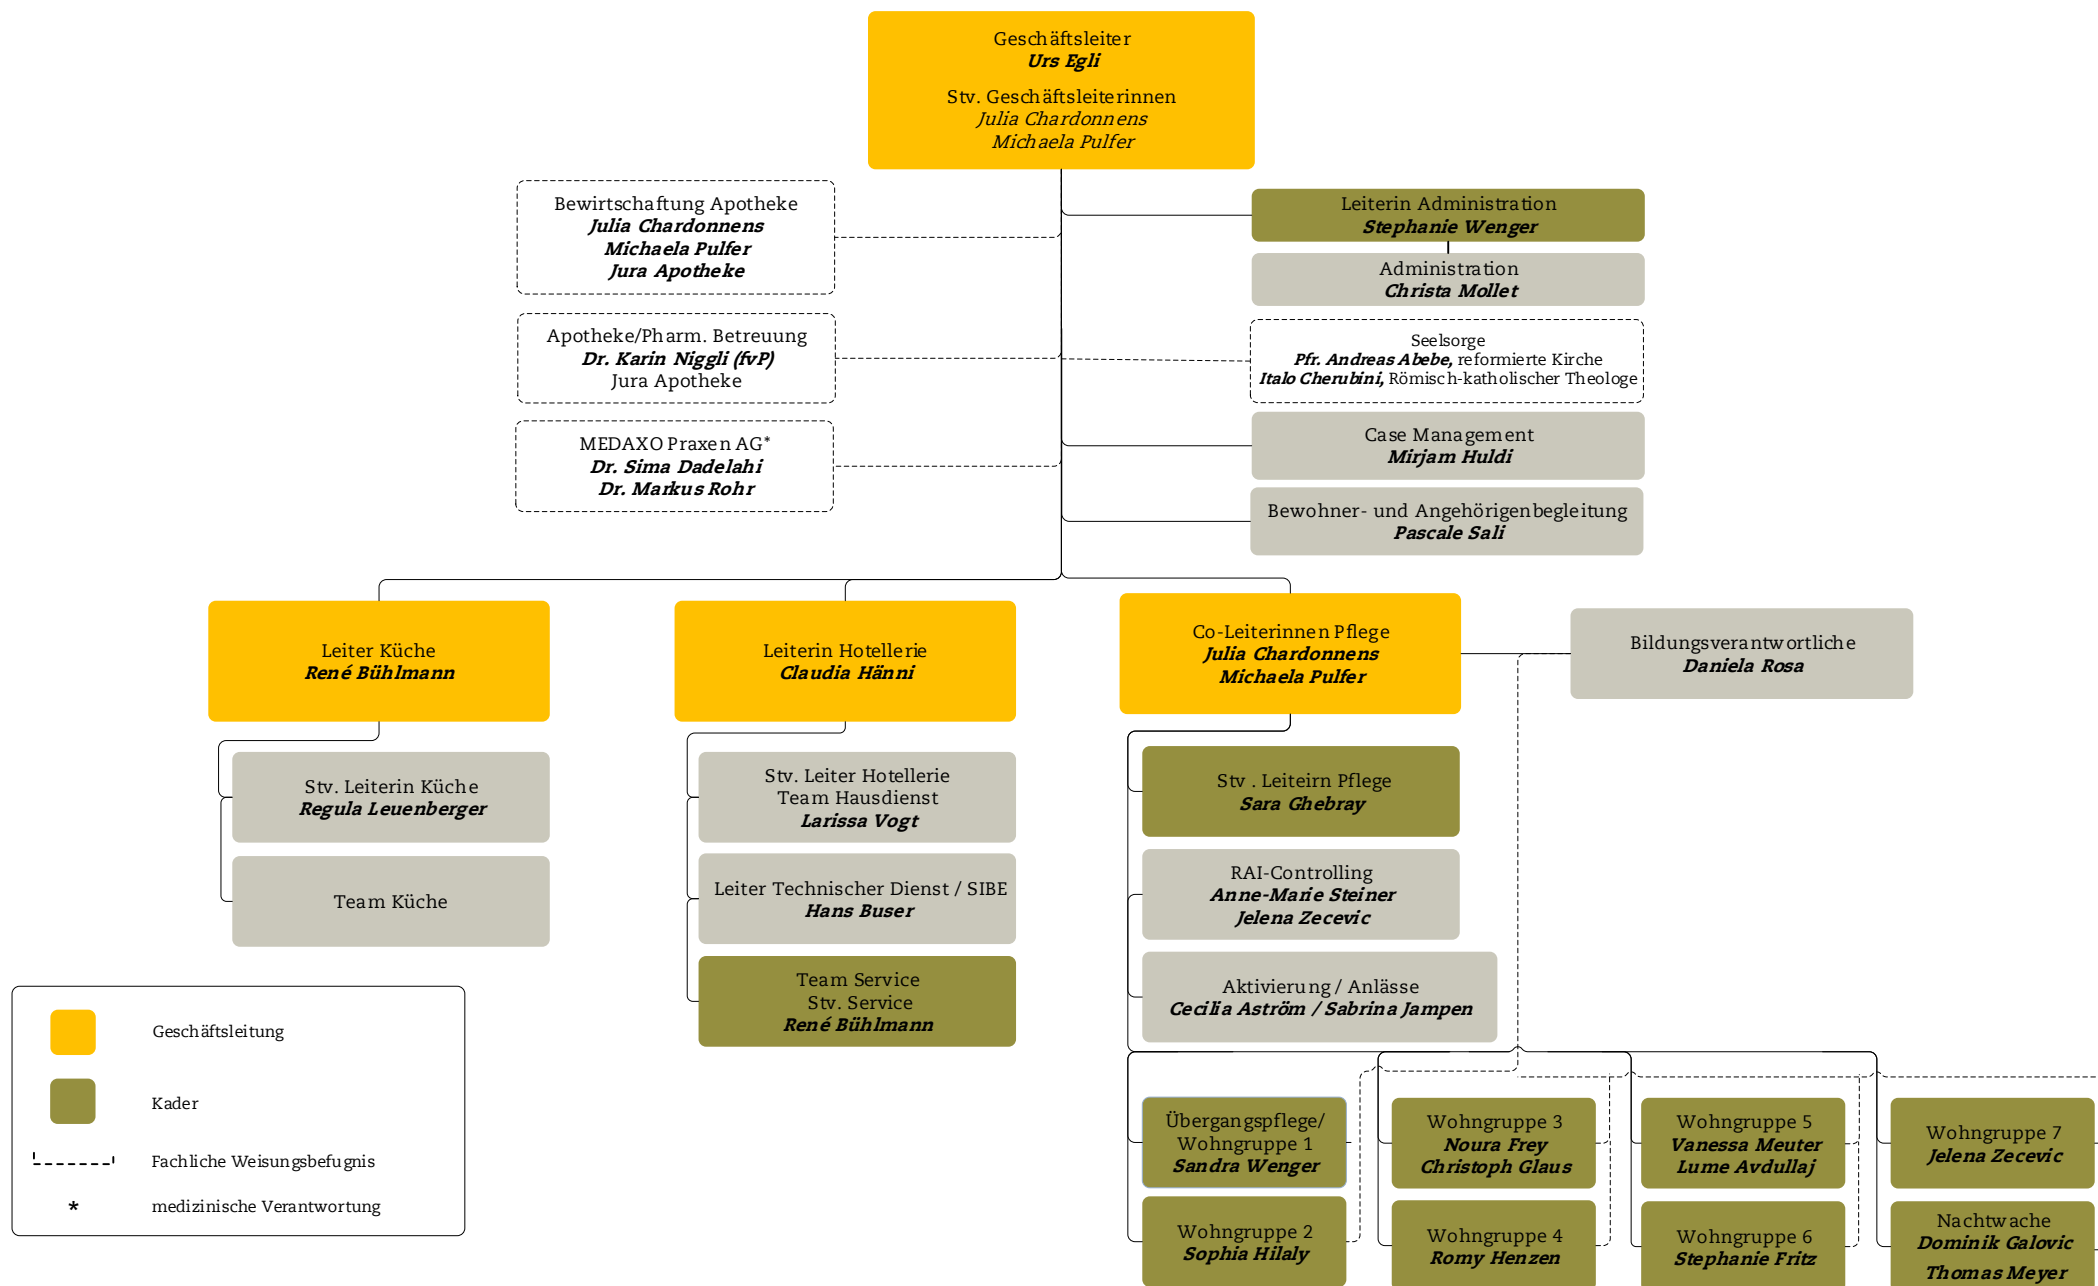 Geschäftsleiter
Urs Egli
Stv. Geschäftsleiterinnen
Julia Chardonnens
Michaela Pulfer
Bewirtschaftung Apotheke
Julia Chardonnens
Michaela Pulfer
Jura Apotheke
Leiterin Administration
Stephanie Wenger
Administration
Christa Mollet
Apotheke/Pharm. Betreuung
Dr. Karin Niggli (fvP)
Jura Apotheke
Seelsorge
Pfr. Andreas Abebe, reformierte Kirche
Italo Cherubini, Römisch-katholischer Theologe
MEDAXO Praxen AG*
Dr. Sima Dadelahi
Dr. Markus Rohr
Case Management
Mirjam Huldi
Bewohner- und Angehörigenbegleitung
Pascale Sali
Leiter Küche
René Bühlmann
Leiterin Hotellerie
Claudia Hänni
Co-Leiterinnen Pflege
Julia Chardonnens
Michaela Pulfer
Bildungsverantwortliche
Daniela Rosa
Stv. Leiterin Küche
Regula Leuenberger
Team Küche
Stv. Leiter Hotellerie
Team Hausdienst
Larissa Vogt
Leiter Technischer Dienst / SIBE
Hans Buser
Team Service
Stv. Service
René Bühlmann
Stv . Leiteirn Pflege
Sara Ghebray
RAI-Controlling
Anne-Marie Steiner
Jelena Zecevic
Aktivierung / Anlässe
Cecilia Aström / Sabrina Jampen
Übergangspflege/
Wohngruppe 1
Sandra Wenger
Wohngruppe 2
Sophia Hilaly
Wohngruppe 3
Noura Frey
Christoph Glaus
Wohngruppe 4
Romy Henzen
Wohngruppe 5
Vanessa Meuter
Lume Avdullaj
Wohngruppe 6
Stephanie Fritz
Wohngruppe 7
Jelena Zecevic
Nachtwache
Dominik Galovic
Thomas Meyer
Geschäftsleitung
Kader
Fachliche Weisungsbefugnis
* medizinische Verantwortung